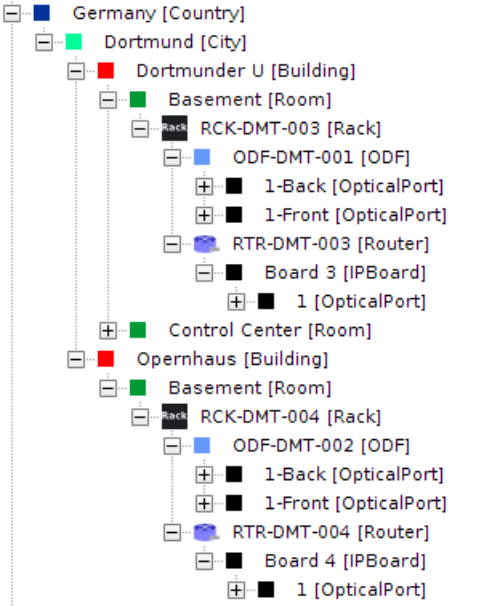 Germany [Country]
Dortmund [City]
Dortmunder U [Building]
Basement [Room]
Rack RCK-DMT-003 [Rack]
ODF-DMT-001 [ODF]
1-Back [OpticalPort]
1-Front [OpticalPort]
RTR-DMT-003 [Router]
Board 3 [IPBoard]
1 [OpticalPort]
Control Center [Room]
Opernhaus [Building]
Basement [Room]
Rack RCK-DMT-004 [Rack]
ODF-DMT-002 [ODF]
1-Back [OpticalPort]
1-Front [OpticalPort]
RTR-DMT-004 [Router]
Board 4 [IPBoard]
1 [OpticalPort]